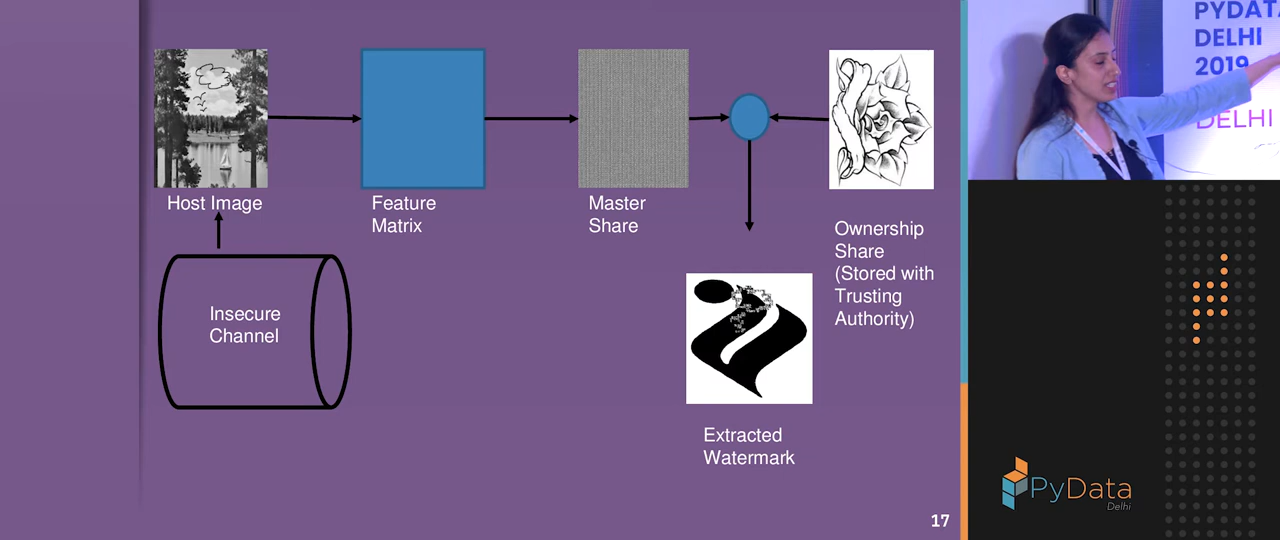 Host Image
Feature
Matrix
Master
Share
Ownership
Share
(Stored with
Trusting
Authority)
Insecure
Channel
Extracted
Watermark
17
PYDATA
DELHI
2019
DELHI
PyData
Delhi